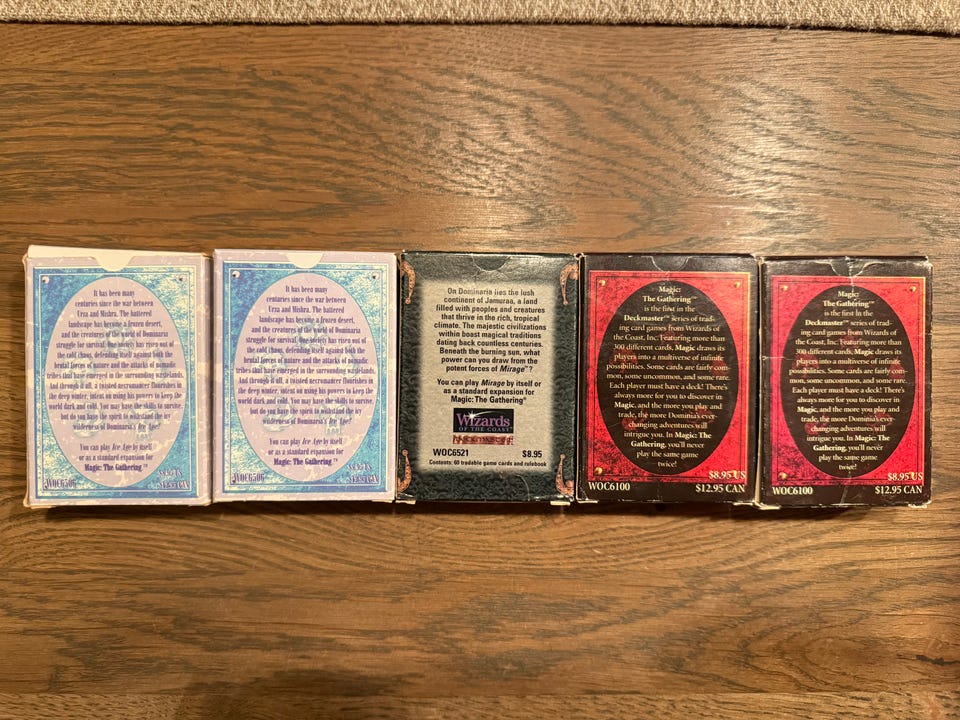 It has been many
centuries since the war between
Urza and Mishra. The battered
landscape has become a frozen desert,
and the creatures of the world of Dominaria
struggle for survival. One society has risen out of
the cold chaos, defending itself against both the
brutal forces of nature and the attacks of nomadic
tribes that have emerged in the surrounding wastelands.
And through it all, a twisted necromancer flourishes in
the deep winter, intent on using his powers to keep the
world dark and cold. You may have the skills to survive,
but do you have the spirit to withstand the icy
wilderness of Dominaria's Ice Age?
You can play Ice Age by itself
or as a standard expansion for
Magic: The Gathering.™
WOC6506
It has been many
centuries since the war between
Urza and Mishra. The battered
landscape has become a frozen desert,
and the creatures of the world of Dominaria
struggle for survival. One society has risen out of
the cold chaos, defending itself against both the
brutal forces of nature and the attacks of nomadic
tribes that have emerged in the surrounding wastelands.
And through it all, a twisted necromancer flourishes in
the deep winter, intent on using his powers to keep the
world dark and cold. You may have the skills to survive,
but do you have the spirit to withstand the icy
wilderness of Dominaria's Ice Age?
You can play Ice Age by itself
or as a standard expansion for
Magic: The Gathering.™
WOC6506
On Dominaria lies the lush
continent of Jamuraa, a land
filled with peoples and creatures
that thrive in the rich, tropical
climate. The majestic civilizations
within boast magical traditions
dating back countless centuries.
Beneath the burning sun, what
power can you draw from the
potent forces of Mirage™?
You can play Mirage by itself or
as a standard expansion for
Magic: The Gathering®
Wizards
OF THE COAST
WOC6521 $8.95
Contents: 60 tradable game cards and rulebook
Magic:
The Gathering™
is the first in the
Deckmaster™ series of trad-
ing card games from Wizards of
the Coast, Inc. Featuring more than
300 different cards, Magic draws its
players into a multiverse of infinite
possibilities. Some cards are fairly com-
mon, some uncommon, and some rare.
Each player must have a deck! There's
always more for you to discover in
Magic, and the more you play and
trade, the more Dominia's ever-
changing adventures will
intrigue you. In Magic: The
Gathering, you'll never
play the same game
twice!
$8.95 US
WOC6100 $12.95 CAN
Magic:
The Gathering™
is the first in the
Deckmaster™ series of trad-
ing card games from Wizards of
the Coast, Inc. Featuring more than
300 different cards, Magic draws its
players into a multiverse of infinite
possibilities. Some cards are fairly com-
mon, some uncommon, and some rare.
Each player must have a deck! There's
always more for you to discover in
Magic, and the more you play and
trade, the more Dominia's ever-
changing adventures will
intrigue you. In Magic: The
Gathering, you'll never
play the same game
twice!
$8.95 US
WOC6100 $12.95 CAN